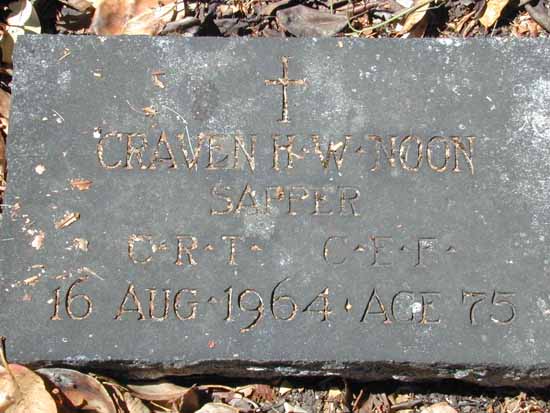 CRAVEN H·W·NOON
SAPPER
C·R·T· C·E·F·
16 AUG·1964·AGE 75